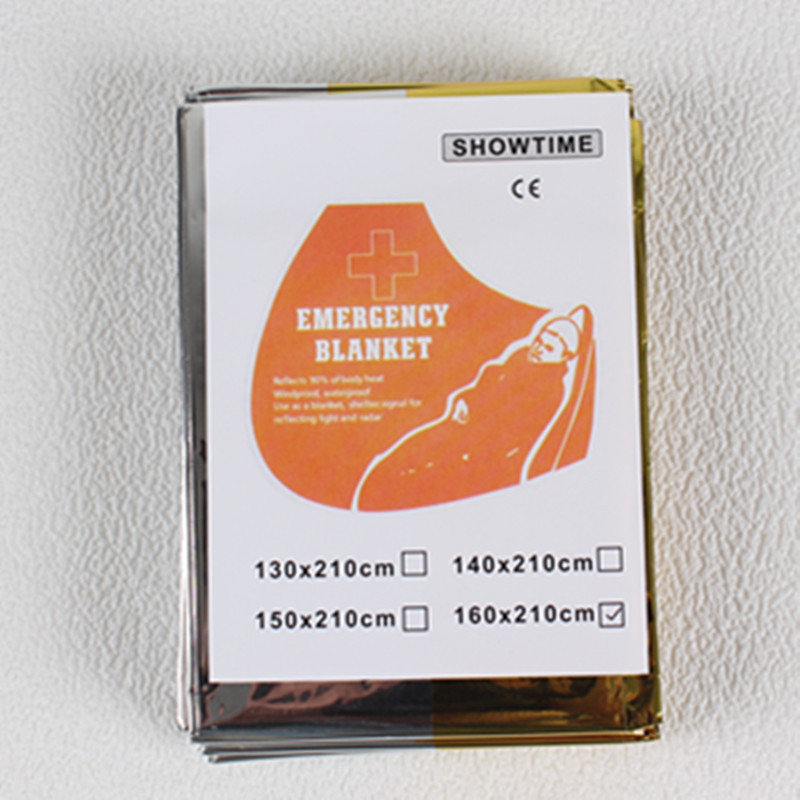 SHOWTIME
CE
EMERGENCY
BLANKET
Reflects 90% of body heat
Windproof, waterproof
Use as a blanket, shelter, signal for
reflecting light and radar
130x210cm
140x210cm
150x210cm
160x210cm